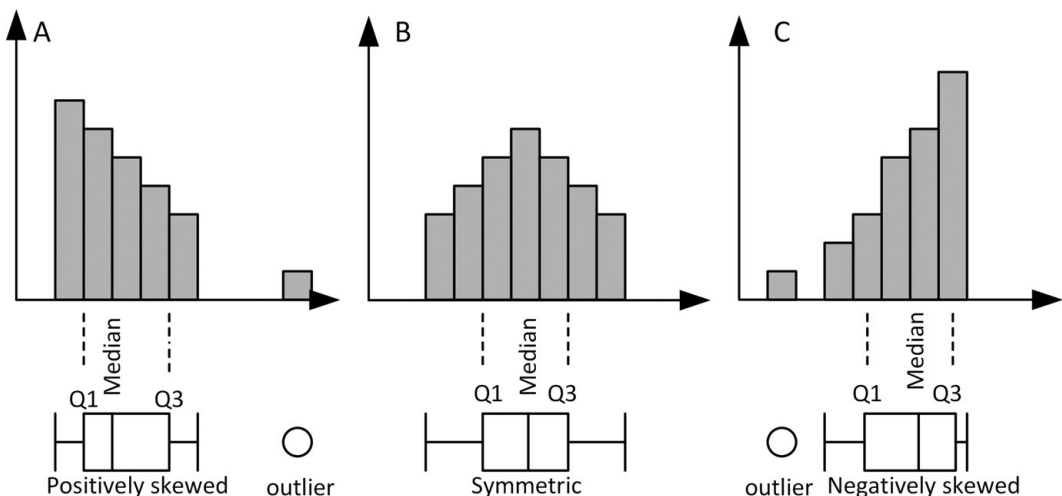 A
B
C
Median
Median
Median
Q1
Q3
Q1
Q3
Q1
Q3
Positively skewed
outlier
Symmetric
outlier
Negatively skewed